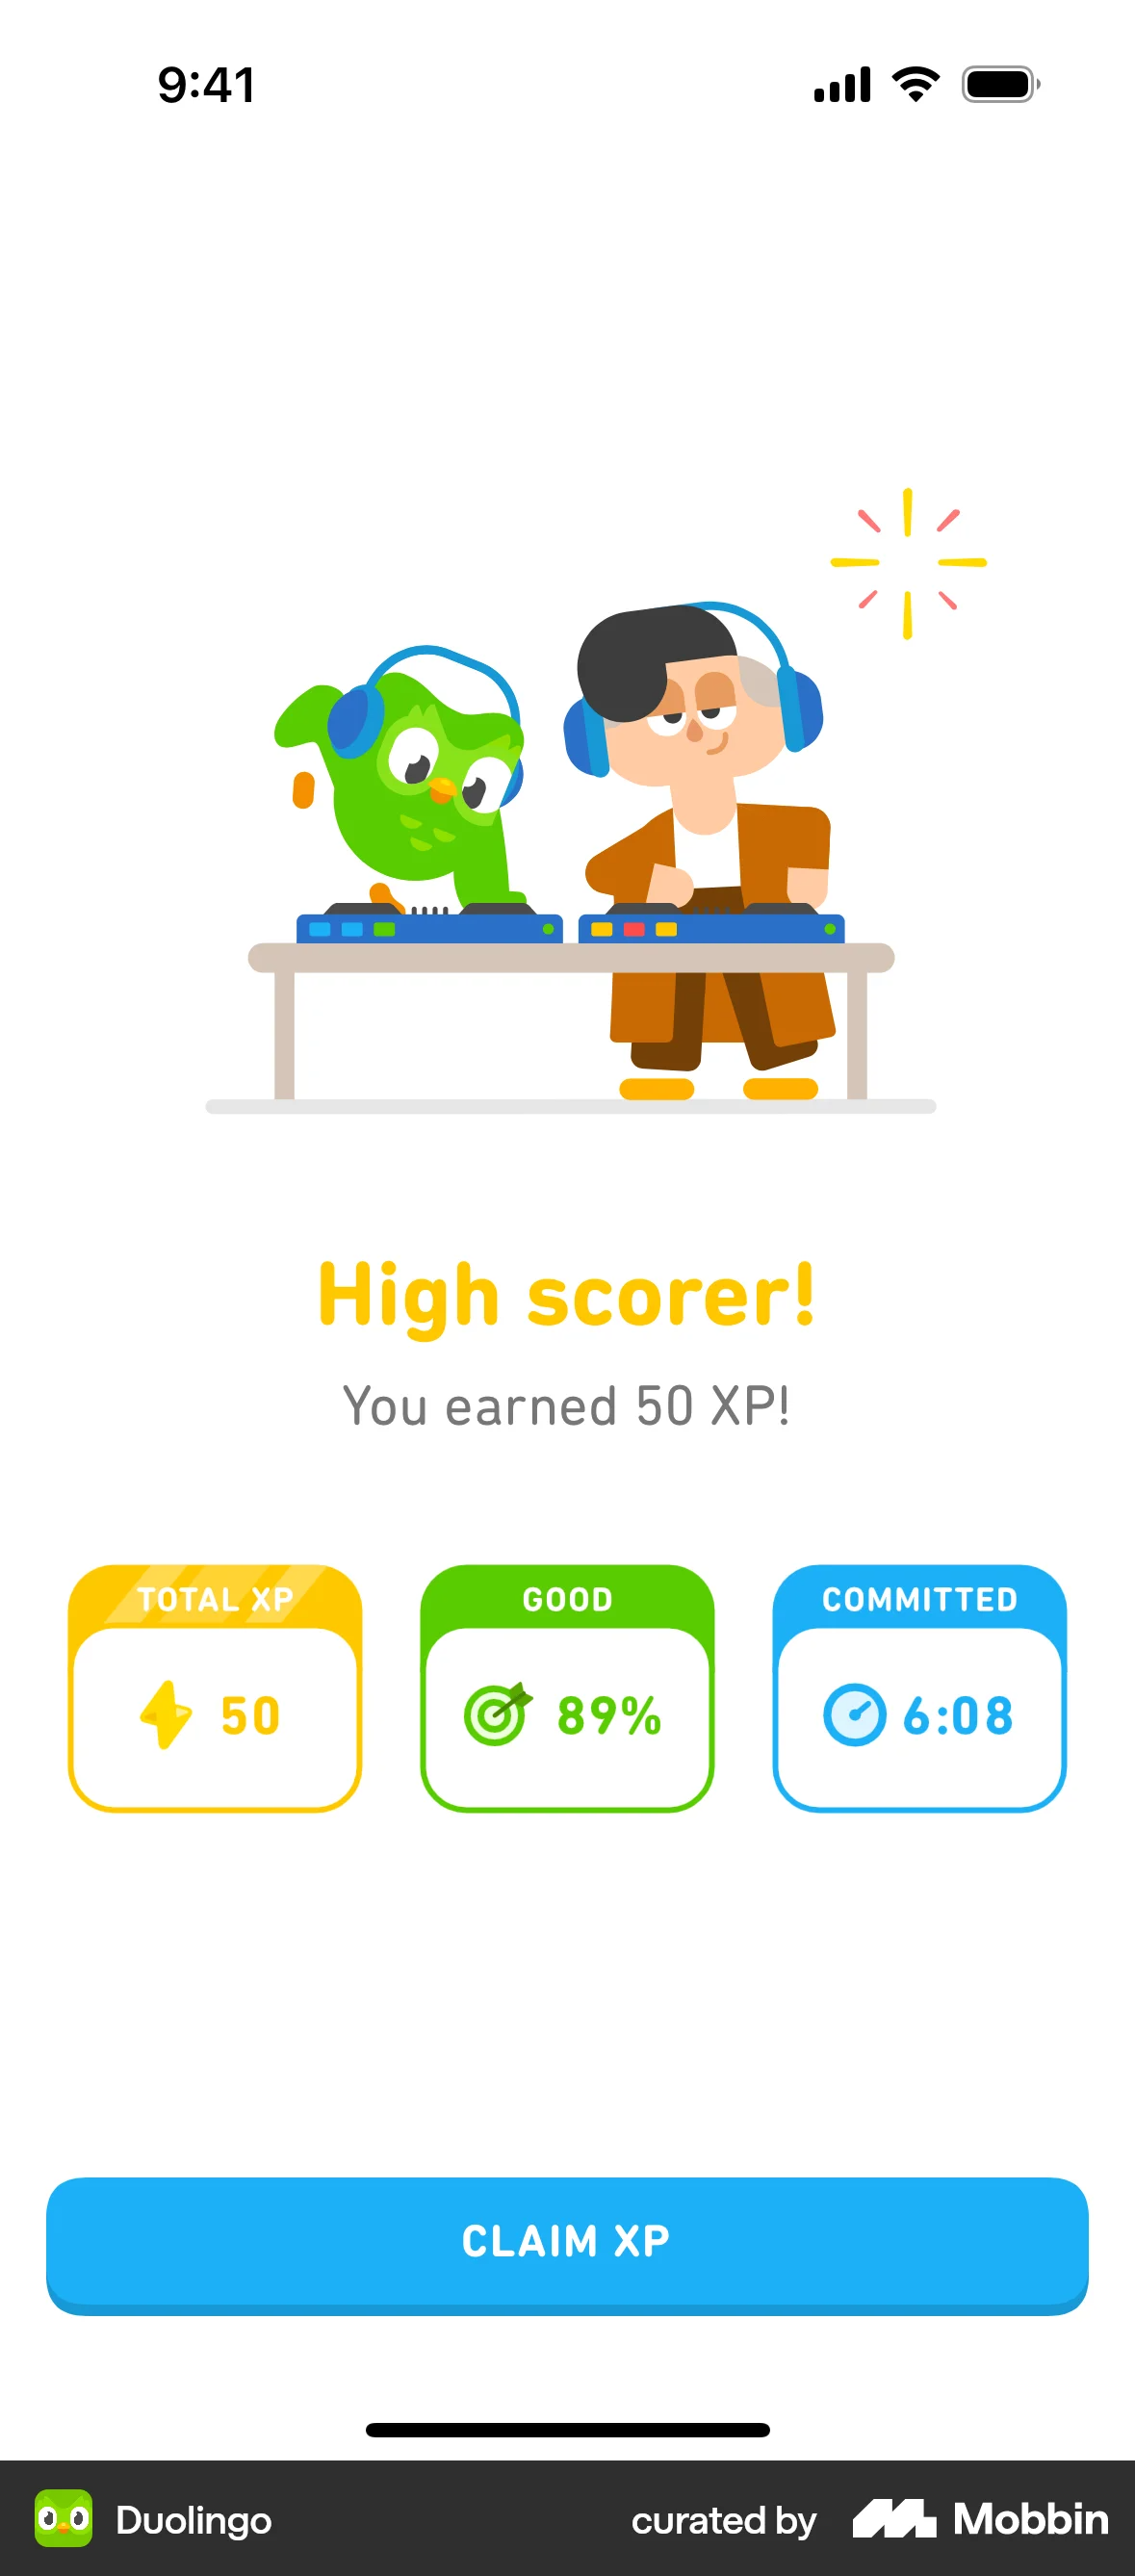 9:41
High scorer!
You earned 50 XP!
TOTAL XP
50
GOOD
89%
COMMITTED
6:08
CLAIM XP
Duolingo
curated by Mobbin